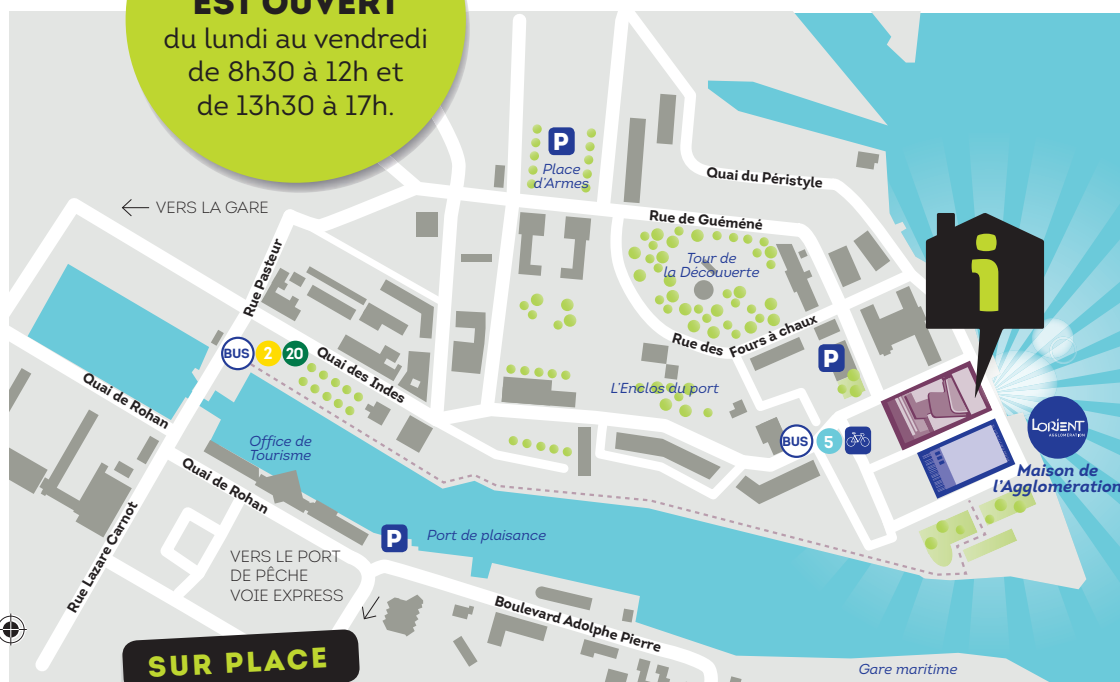 EST OUVERT
du lundi au vendredi
de 8h30 à 12h et
de 13h30 à 17h.
P
Place
d'Armes
Quai du Péristyle
← VERS LA GARE
Rue de Guéméné
Rue Pasteur
Tour de
la Découverte
i
Rue des Fours à chaux
BUS 2 20
Quai des Indes
P
L'Enclos du port
Quai de Rohan
LORIENT
AGGLOMÉRATION
BUS 5
Office de
Tourisme
Maison de
l'Agglomération
Quai de Rohan
P
Port de plaisance
Rue Lazare Carnot
VERS LE PORT
DE PÊCHE
VOIE EXPRESS
Boulevard Adolphe Pierre
SUR PLACE
Gare maritime